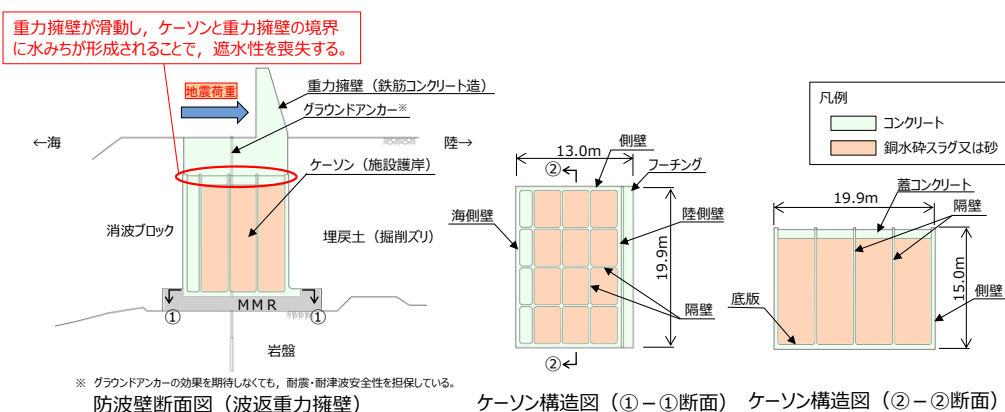 重力擁壁が滑動し，ケーソンと重力擁壁の境界
に水みちが形成されることで，遮水性を喪失する。
地震荷重
重力擁壁（鉄筋コンクリート造）
グラウンドアンカー※
←海
陸→
ケーソン（施設護岸）
消波ブロック
埋戻土（掘削ズリ）
MMR
①
①
岩盤
※ グラウンドアンカーの効果を期待しなくても，耐震・耐津波安全性を担保している。
防波壁断面図（波返重力擁壁）
13.0m
側壁
②
フーチング
海側壁
陸側壁
19.9m
隔壁
②
ケーソン構造図（①－①断面）
凡例
コンクリート
銅水砕スラグ又は砂
蓋コンクリート
19.9m
隔壁
15.0m
底版
側壁
ケーソン構造図（②－②断面）